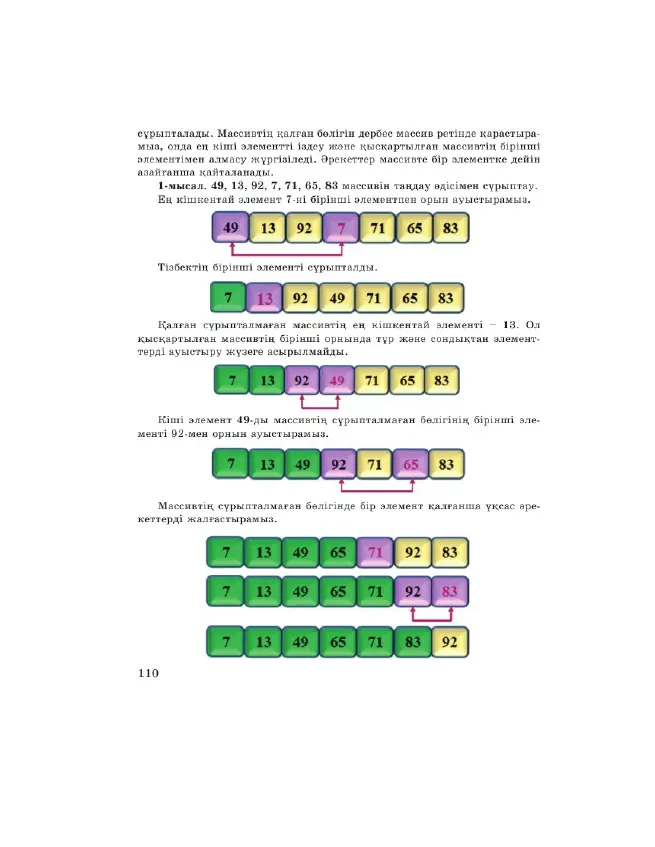 сұрыпталады. Массивтің қалған бөлігін дербес массив ретінде қарастыра-
мыз, онда ең кіші элементті іздеу және қысқартылған массивтің бірінші
элементімен алмасу жүргізіледі. Әрекеттер массивте бір элементке дейін
азайғанша қайталанады.
1-мысал. 49, 13, 92, 7, 71, 65, 83 массивін таңдау әдісімен сұрыптау.
Ең кішкентай элемент 7-ні бірінші элементпен орын ауыстырамыз.
49 13 92 7 71 65 83
Тізбектің бірінші элементі сұрыпталды.
7 13 92 49 71 65 83
Қалған сұрыпталмаған массивтің ең кішкентай элементі – 13. Ол
қысқартылған массивтің бірінші орнында тұр және сондықтан элемент-
терді ауыстыру жүзеге асырылмайды.
7 13 92 49 71 65 83
Кіші элемент 49-ды массивтің сұрыпталмаған бөлігінің бірінші эле-
менті 92-мен орнын ауыстырамыз.
7 13 49 92 71 65 83
Массивтің сұрыпталмаған бөлігінде бір элемент қалғанша ұқсас әре-
кеттерді жалғастырамыз.
7 13 49 65 71 92 83
7 13 49 65 71 92 83
7 13 49 65 71 83 92
110